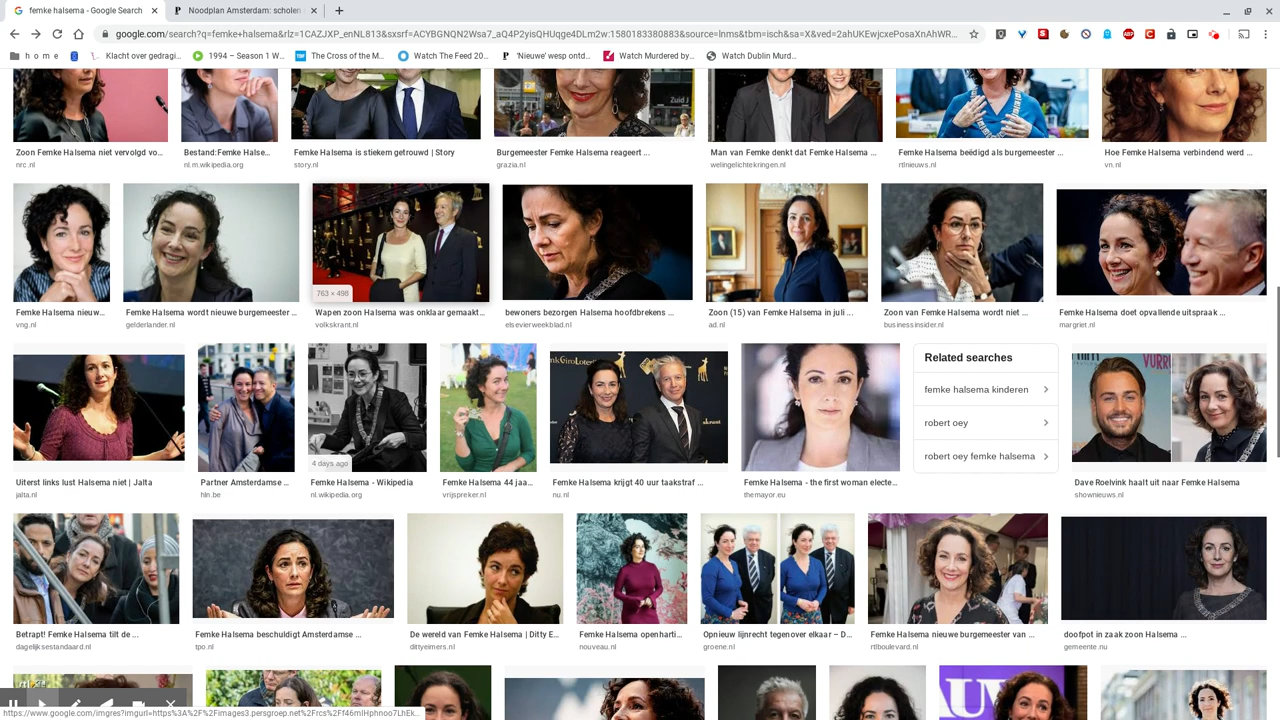 femke halsema - Google Search
Noodplan Amsterdam: scholen
google.com/search?q=femke+halsema&rlz=1CAZJXP_enNL813&sxsrf=ACYBGNQN2Wsa7_aQ4P2yisQHUqge4DLm2w:1580183380883&source=lnms&tbm=isch&sa=X&ved=2ahUKEwjcxePosaXnAhWR...
h o m e
Klacht over gedragi...
1994 – Season 1 W...
The Cross of the M...
Watch The Feed 20...
'Nieuwe' wesp ontd...
Watch Murdered by...
Watch Dublin Murd...
Zuid
Zoon Femke Halsema niet vervolgd vo...
Bestand:Femke Halse...
Femke Halsema is stiekem getrouwd | Story
Burgemeester Femke Halsema reageert ...
Man van Femke denkt dat Femke Halsema ...
Femke Halsema beëdigd als burgemeester ...
Hoe Femke Halsema verbindend werd ...
nrc.nl
nl.m.wikipedia.org
story.nl
grazia.nl
welingelichtekringen.nl
rtlnieuws.nl
vn.nl
763 × 498
Femke Halsema nieuw...
Femke Halsema wordt nieuwe burgemeester ...
Wapen zoon Halsema was onklaar gemaakt...
bewoners bezorgen Halsema hoofdbrekens ...
Zoon (15) van Femke Halsema in juli ...
Zoon van Femke Halsema wordt niet ...
Femke Halsema doet opvallende uitspraak ...
vng.nl
gelderlander.nl
volkskrant.nl
elsevierweekblad.nl
ad.nl
businessinsider.nl
margriet.nl
Related searches
femke halsema kinderen
robert oey
robert oey femke halsema
4 days ago
Uiterst links lust Halsema niet | Jalta
Partner Amsterdamse ...
Femke Halsema - Wikipedia
Femke Halsema 44 jaa...
Femke Halsema krijgt 40 uur taakstraf ...
Femke Halsema - the first woman electe...
Dave Roelvink haalt uit naar Femke Halsema
jalta.nl
hln.be
nl.wikipedia.org
vrijspreker.nl
nu.nl
themayor.eu
shownieuws.nl
Betrapt! Femke Halsema tilt de ...
Femke Halsema beschuldigt Amsterdamse ...
De wereld van Femke Halsema | Ditty E...
Femke Halsema openharti...
Opnieuw lijnrecht tegenover elkaar – D...
Femke Halsema nieuwe burgemeester van ...
doofpot in zaak zoon Halsema ...
dagelijksestandaard.nl
tpo.nl
dittyeimers.nl
nouveau.nl
groene.nl
rtlboulevard.nl
gemeente.nu